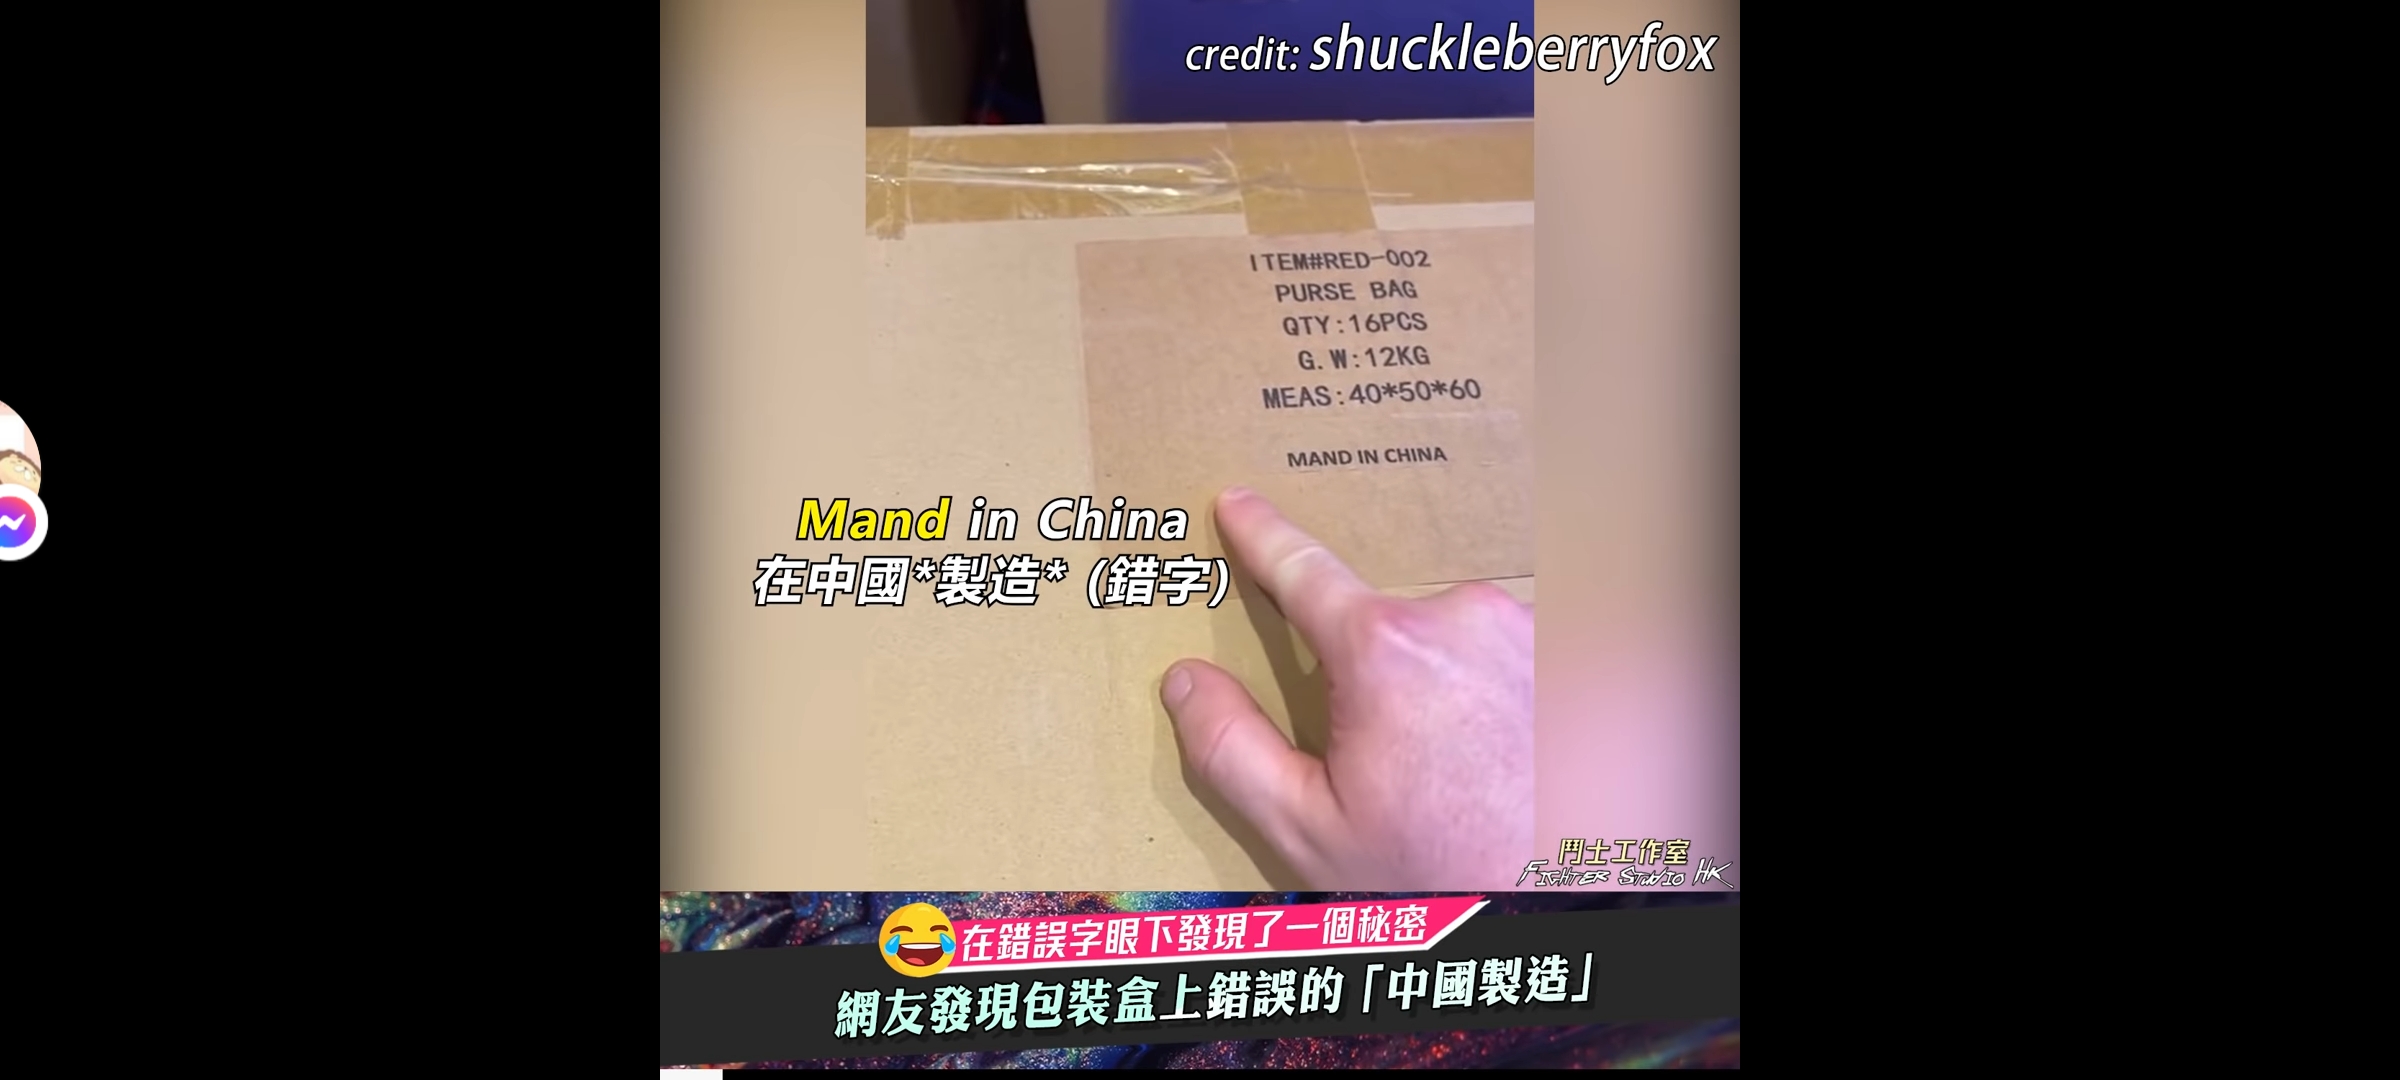 credit: shuckleberryfox
ITEM#RED-002
PURSE BAG
QTY:16PCS
G.W:12KG
MEAS:40*50*60
MAND IN CHINA
Mand in China
在中國*製造* (錯字)
鬥士工作室
FIGHTER STUDIO HK
在錯誤字眼下發現了一個秘密
網友發現包裝盒上錯誤的「中國製造」